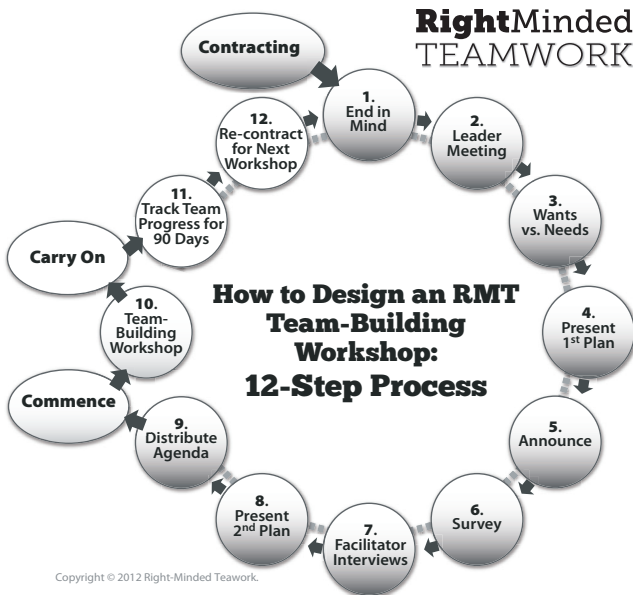 RightMinded
TEAMWORK
Contracting
1.
End in
Mind
2.
Leader
Meeting
3.
Wants
vs. Needs
4.
Present
1st Plan
5.
Announce
6.
Survey
7.
Facilitator
Interviews
8.
Present
2nd Plan
9.
Distribute
Agenda
Commence
10.
Team-
Building
Workshop
Carry On
11.
Track Team
Progress for
90 Days
12.
Re-contract
for Next
Workshop
How to Design an RMT
Team-Building
Workshop:
12-Step Process
Copyright © 2012 Right-Minded Teawork.